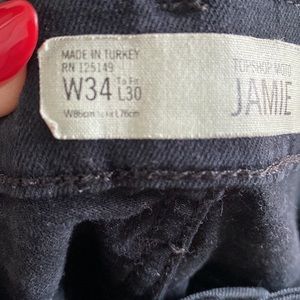 MADE IN TURKEY
RN 125149
W34 To Fit L30
W86cm to Fit L76cm
TOPSHOP MOTO
JAMIE